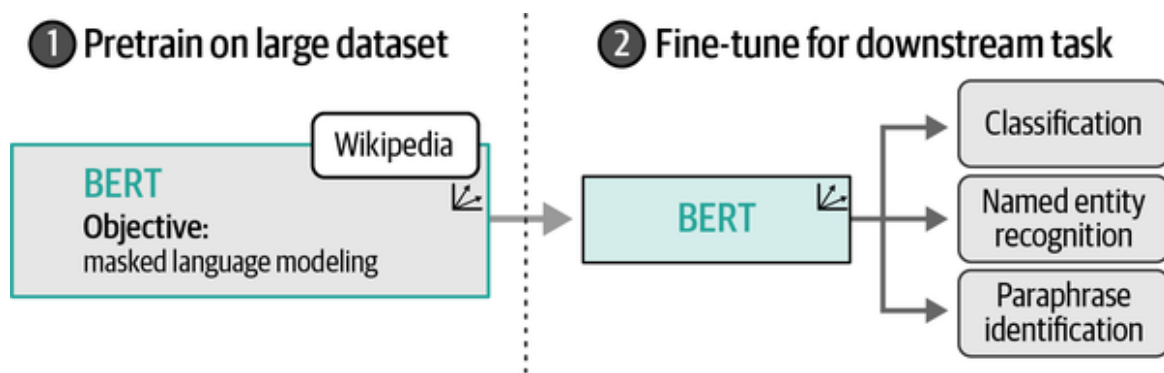 1 Pretrain on large dataset
Wikipedia
BERT
Objective:
masked language modeling
2 Fine-tune for downstream task
BERT
Classification
Named entity
recognition
Paraphrase
identification